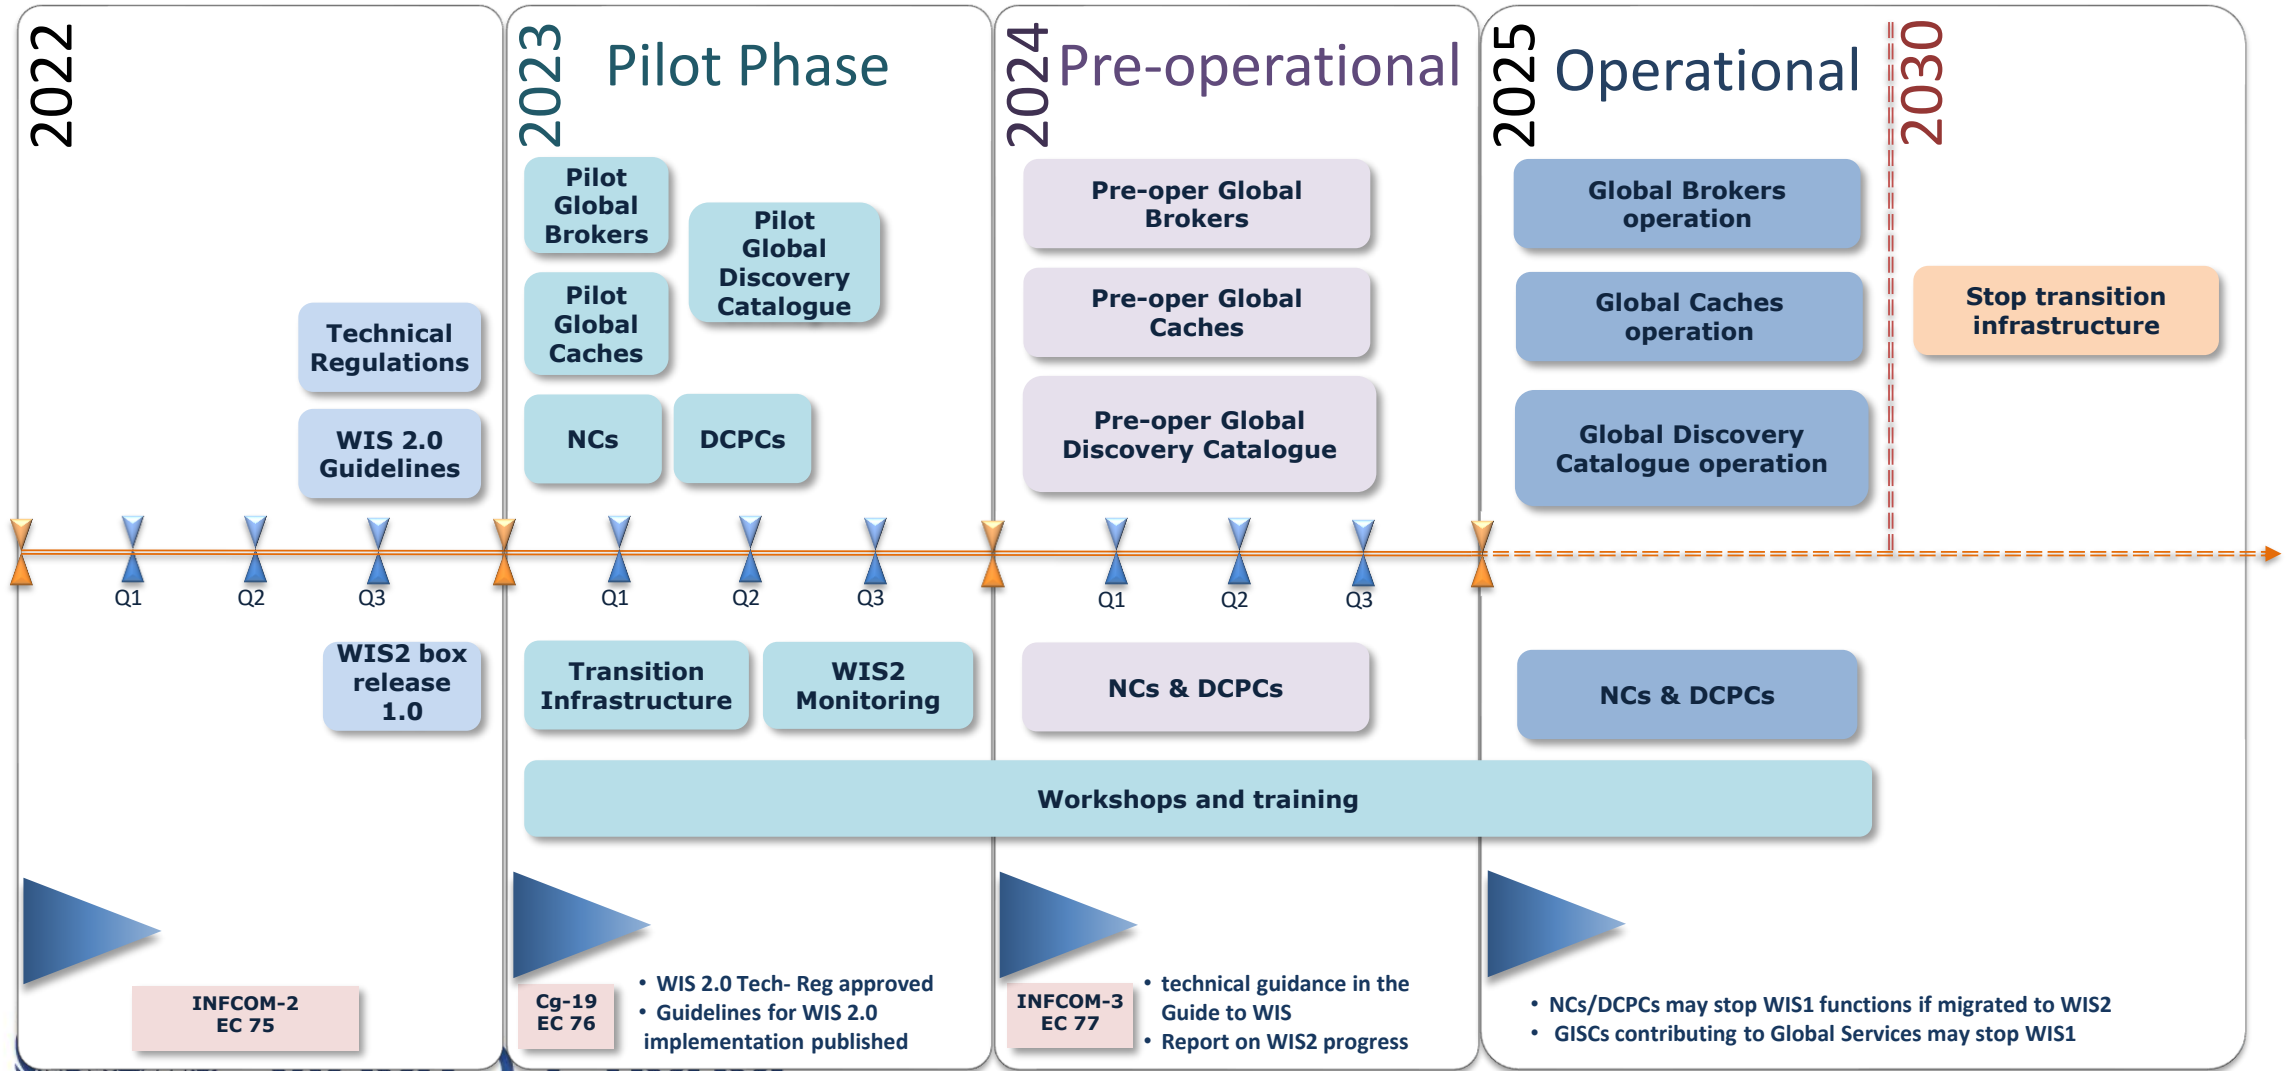 2022
Technical
Regulations
WIS 2.0
Guidelines
Q1
Q2
Q3
WIS2 box
release
1.0
INFCOM-2
EC 75
2023
Pilot Phase
Pilot
Global
Brokers
Pilot
Global
Discovery
Catalogue
Pilot
Global
Caches
NCs
DCPCs
Q1
Q2
Q3
Transition
Infrastructure
WIS2
Monitoring
Workshops and training
Cg-19
EC 76
• WIS 2.0 Tech- Reg approved
• Guidelines for WIS 2.0
implementation published
2024
Pre-operational
Pre-oper Global
Brokers
Pre-oper Global
Caches
Pre-oper Global
Discovery Catalogue
Q1
Q2
Q3
NCs & DCPCs
INFCOM-3
EC 77
• technical guidance in the
Guide to WIS
• Report on WIS2 progress
2025
Operational
Global Brokers
operation
Global Caches
operation
Global Discovery
Catalogue operation
NCs & DCPCs
• NCs/DCPCs may stop WIS1 functions if migrated to WIS2
• GISCs contributing to Global Services may stop WIS1
2030
Stop transition
infrastructure